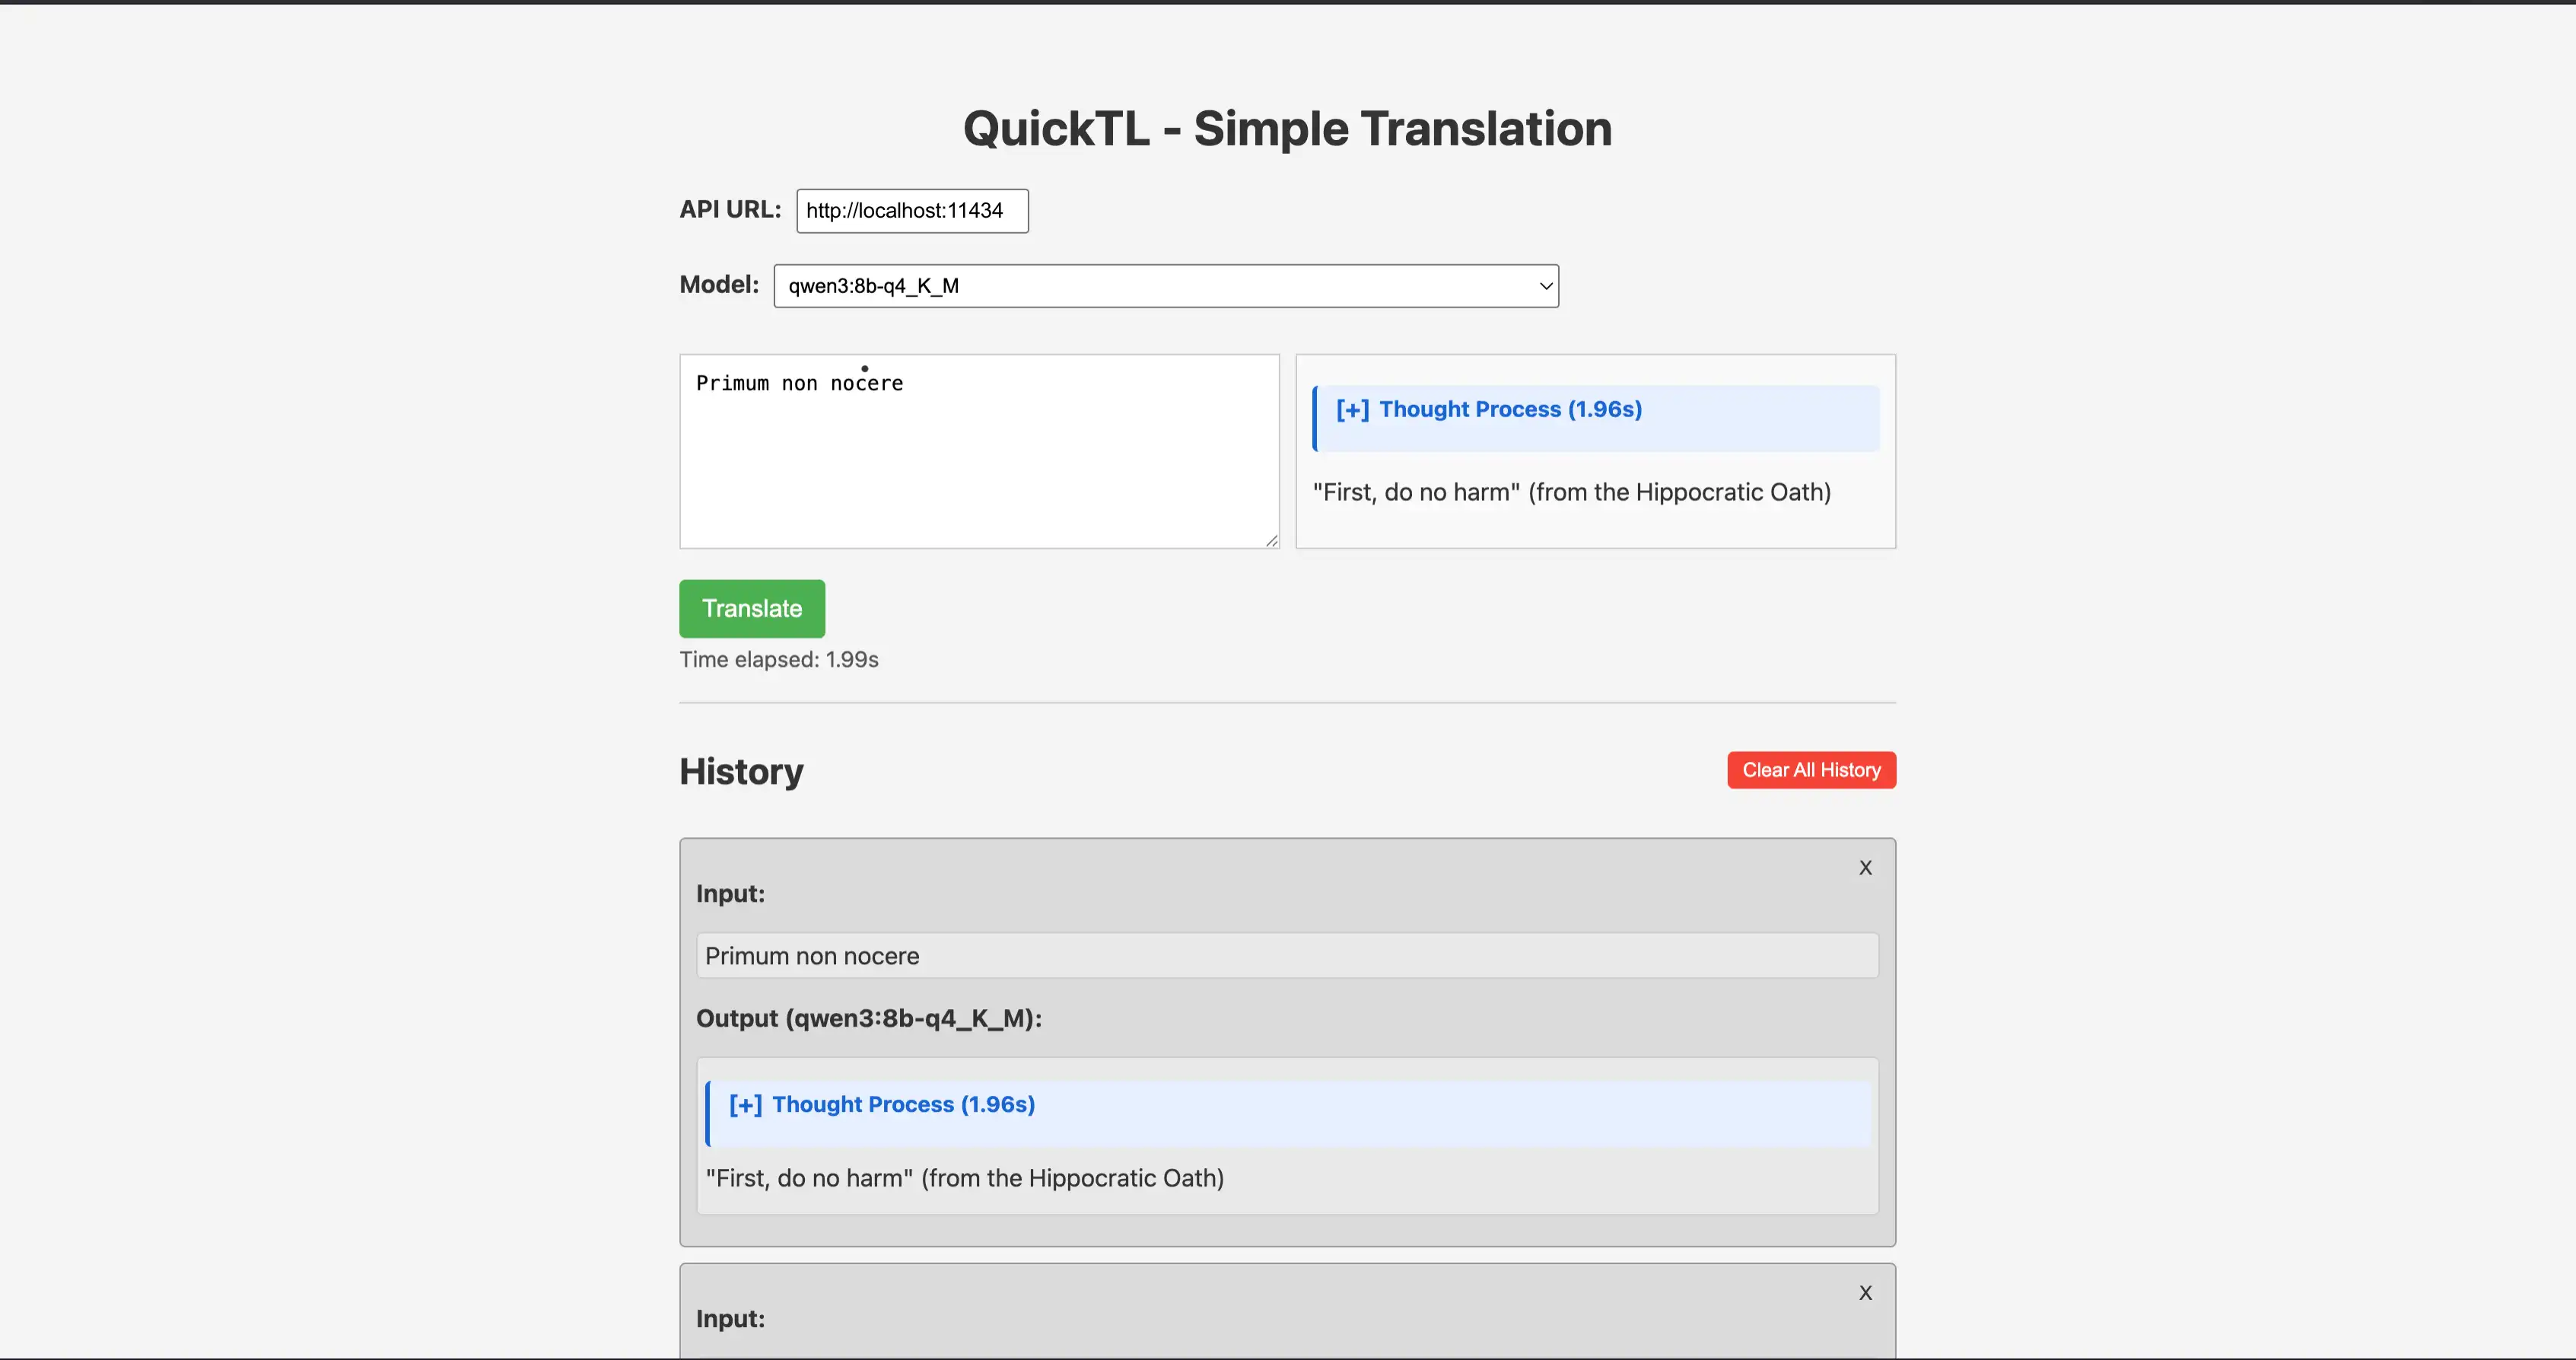 QuickTL - Simple Translation
API URL: http://localhost:11434
Model: qwen3:8b-q4_K_M
Primum non nocere
[+] Thought Process (1.96s)
"First, do no harm" (from the Hippocratic Oath)
Translate
Time elapsed: 1.99s
History
Clear All History
X
Input:
Primum non nocere
Output (qwen3:8b-q4_K_M):
[+] Thought Process (1.96s)
"First, do no harm" (from the Hippocratic Oath)
X
Input: